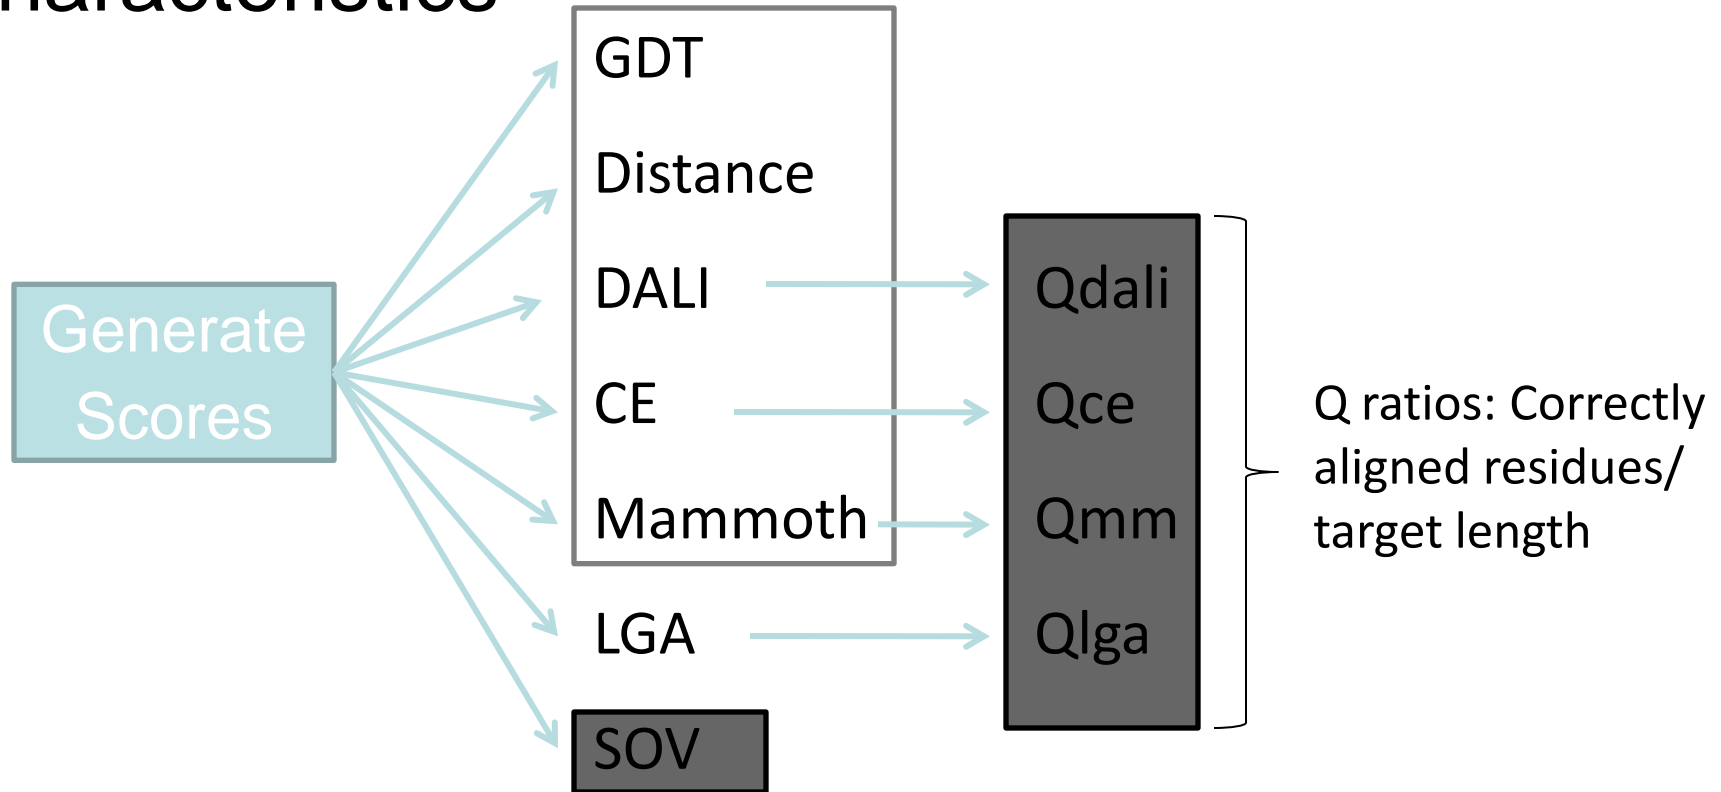 GDT
Distance
DALI
CE
Mammoth
LGA
SOV
Generate
Scores
Qdali
Qce
Qmm
Qlga
Q ratios: Correctly
aligned residues/
target length